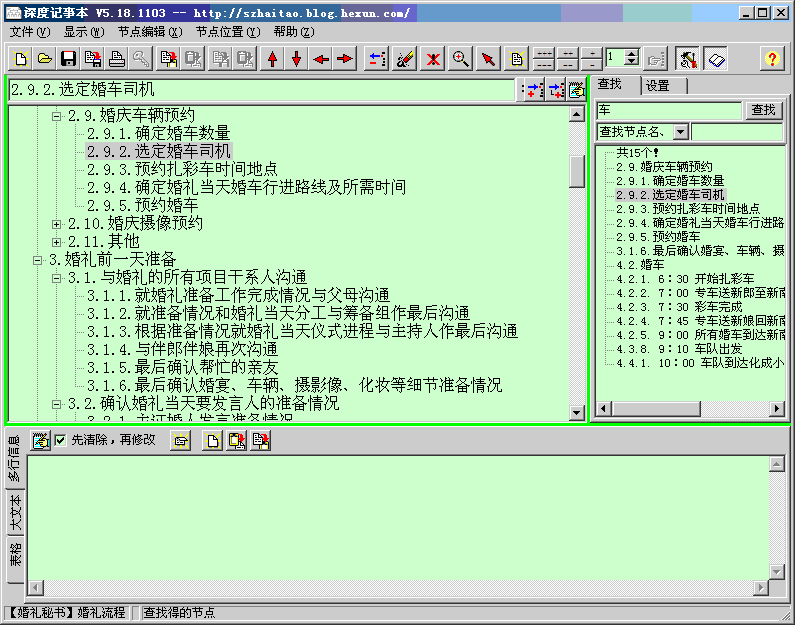 深度记事本 V5.18.1103 -- http://szhaitao.blog.hexun.com/
文件(V) 显示(W) 节点编辑(X) 节点位置(Y) 帮助(Z)
1
2.9.2.选定婚车司机
2.9.婚庆车辆预约
2.9.1.确定婚车数量
2.9.2.选定婚车司机
2.9.3.预约扎彩车时间地点
2.9.4.确定婚礼当天婚车行进路线及所需时间
2.9.5.预约婚车
2.10.婚庆摄像预约
2.11.其他
3.婚礼前一天准备
3.1.与婚礼的所有项目干系人沟通
3.1.1.就婚礼准备工作完成情况与父母沟通
3.1.2.就准备情况和婚礼当天分工与筹备组作最后沟通
3.1.3.根据准备情况就婚礼当天仪式进程与主持人作最后沟通
3.1.4.与伴郎伴娘再次沟通
3.1.5.最后确认帮忙的亲友
3.1.6.最后确认婚宴、车辆、摄影像、化妆等细节准备情况
3.2.确认婚礼当天要发言人的准备情况
3.2.1.主证婚人发言准备情况
查找 设置
车 查找
查找节点名、
共15个!
2.9.婚庆车辆预约
2.9.1.确定婚车数量
2.9.2.选定婚车司机
2.9.3.预约扎彩车时间地点
2.9.4.确定婚礼当天婚车行进路
2.9.5.预约婚车
3.1.6.最后确认婚宴、车辆、摄
4.2.婚车
4.2.1. 6:30 开始扎彩车
4.2.2. 7:00 专车送新郎至新南
4.2.3. 7:30 彩车完成
4.2.4. 7:45 专车送新娘回新南
4.2.5. 9:00 所有婚车到达新南
4.3.8. 9:10 车队出发
4.4.1. 10:00 车队到达化成小
先清除，再修改
多行信息
大文本
表格
【婚礼秘书】婚礼流程 查找得的节点